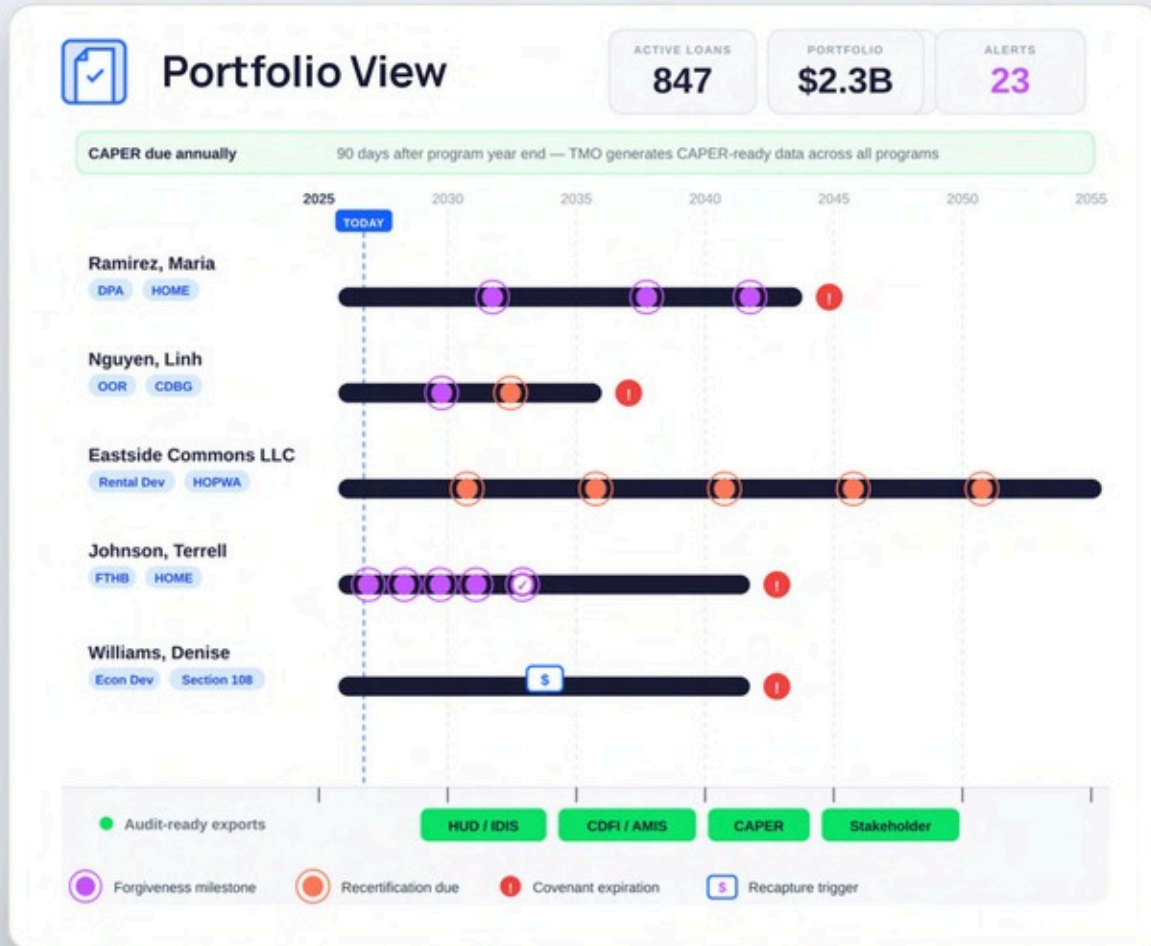 Portfolio View
ACTIVE LOANS
847
PORTFOLIO
$2.3B
ALERTS
23
CAPER due annually
90 days after program year end — TMO generates CAPER-ready data across all programs
2025 2030 2035 2040 2045 2050 2055
TODAY
Ramirez, Maria
DPA HOME
!
Nguyen, Linh
OOR CDBG
!
Eastside Commons LLC
Rental Dev HOPWA
Johnson, Terrell
FTHB HOME
!
Williams, Denise
Econ Dev Section 108
$
!
Audit-ready exports
HUD / IDIS
CDFI / AMIS
CAPER
Stakeholder
Forgiveness milestone
Recertification due
! Covenant expiration
$ Recapture trigger